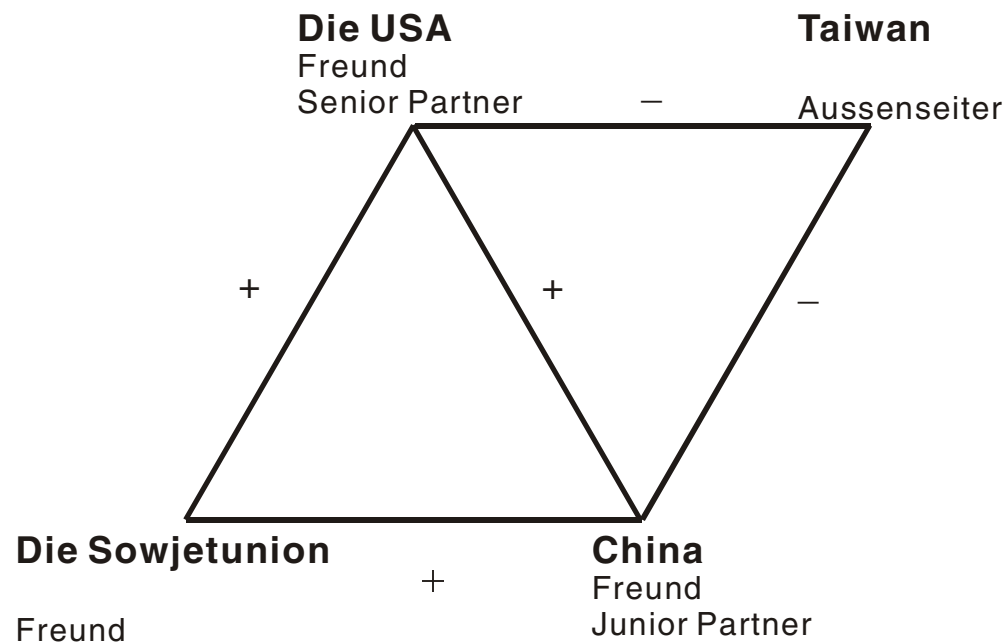 Die USA
Freund
Senior Partner
–
Taiwan
Aussenseiter
+
+
–
Die Sowjetunion
Freund
+
China
Freund
Junior Partner